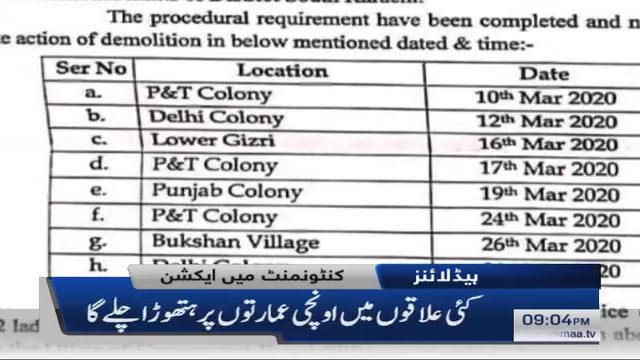 The procedural requirement have been completed and
action of demolition in below mentioned dated & time:-
Ser No Location Date
a. P&T Colony 10th Mar 2020
b. Delhi Colony 12th Mar 2020
c. Lower Gizri 16th Mar 2020
d. P&T Colony 17th Mar 2020
e. Punjab Colony 19th Mar 2020
f. P&T Colony 24th Mar 2020
g. Bukshan Village 26th Mar 2020
h.
ہیڈلائنز کنٹونمنٹ میں ایکشن
کئی علاقوں میں اونچی عمارتوں پر ہتھوڑا چلے گا
09:04PM
samaa.tv